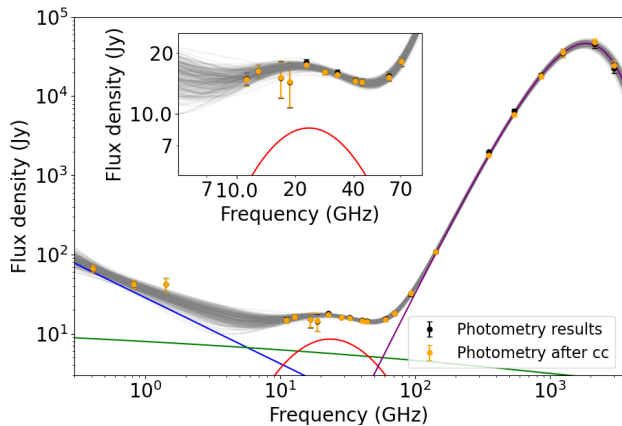 10⁵
10⁴
10³
10²
10¹
Flux density (Jy)
20
10.0
7
Flux density (Jy)
7 10.0 20 40 70
Frequency (GHz)
Photometry results
Photometry after cc
10⁰ 10¹ 10² 10³
Frequency (GHz)